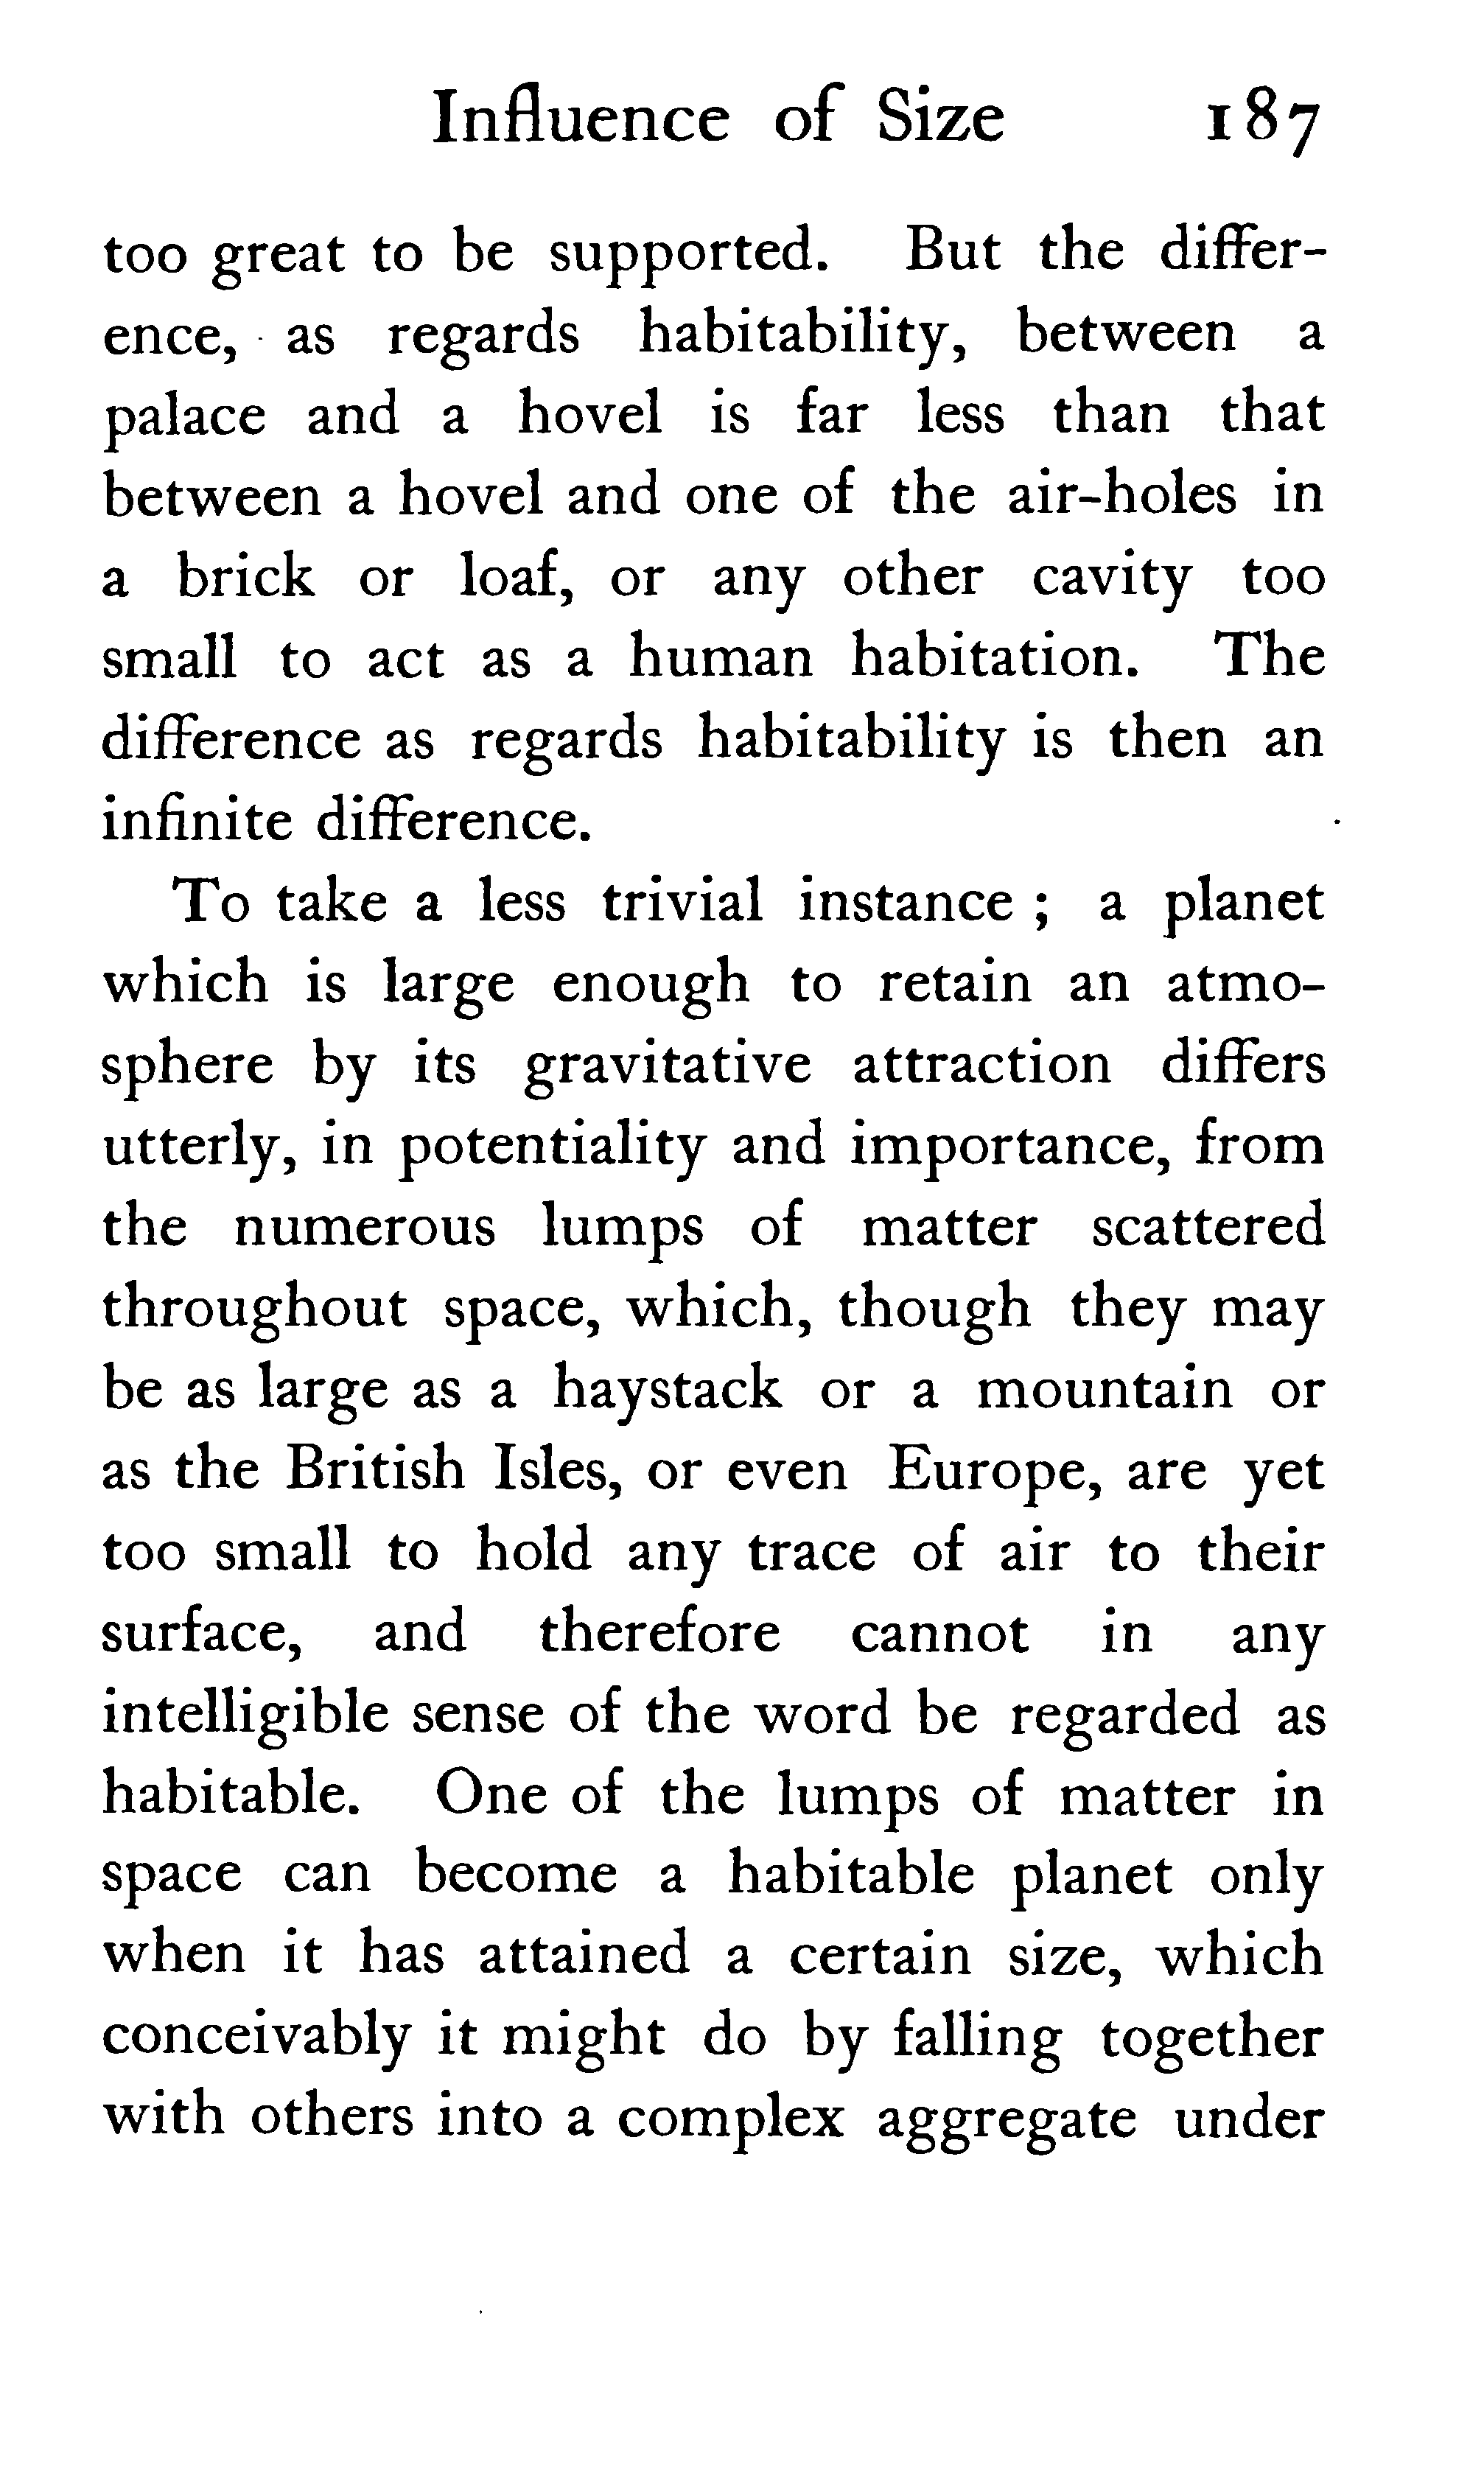 Influence of Size 187
too great to be supported. But the differ-
ence, as regards habitability, between a
palace and a hovel is far less than that
between a hovel and one of the air-holes in
a brick or loaf, or any other cavity too
small to act as a human habitation. The
difference as regards habitability is then an
infinite difference.
To take a less trivial instance ; a planet
which is large enough to retain an atmo-
sphere by its gravitative attraction differs
utterly, in potentiality and importance, from
the numerous lumps of matter scattered
throughout space, which, though they may
be as large as a haystack or a mountain or
as the British Isles, or even Europe, are yet
too small to hold any trace of air to their
surface, and therefore cannot in any
intelligible sense of the word be regarded as
habitable. One of the lumps of matter in
space can become a habitable planet only
when it has attained a certain size, which
conceivably it might do by falling together
with others into a complex aggregate under